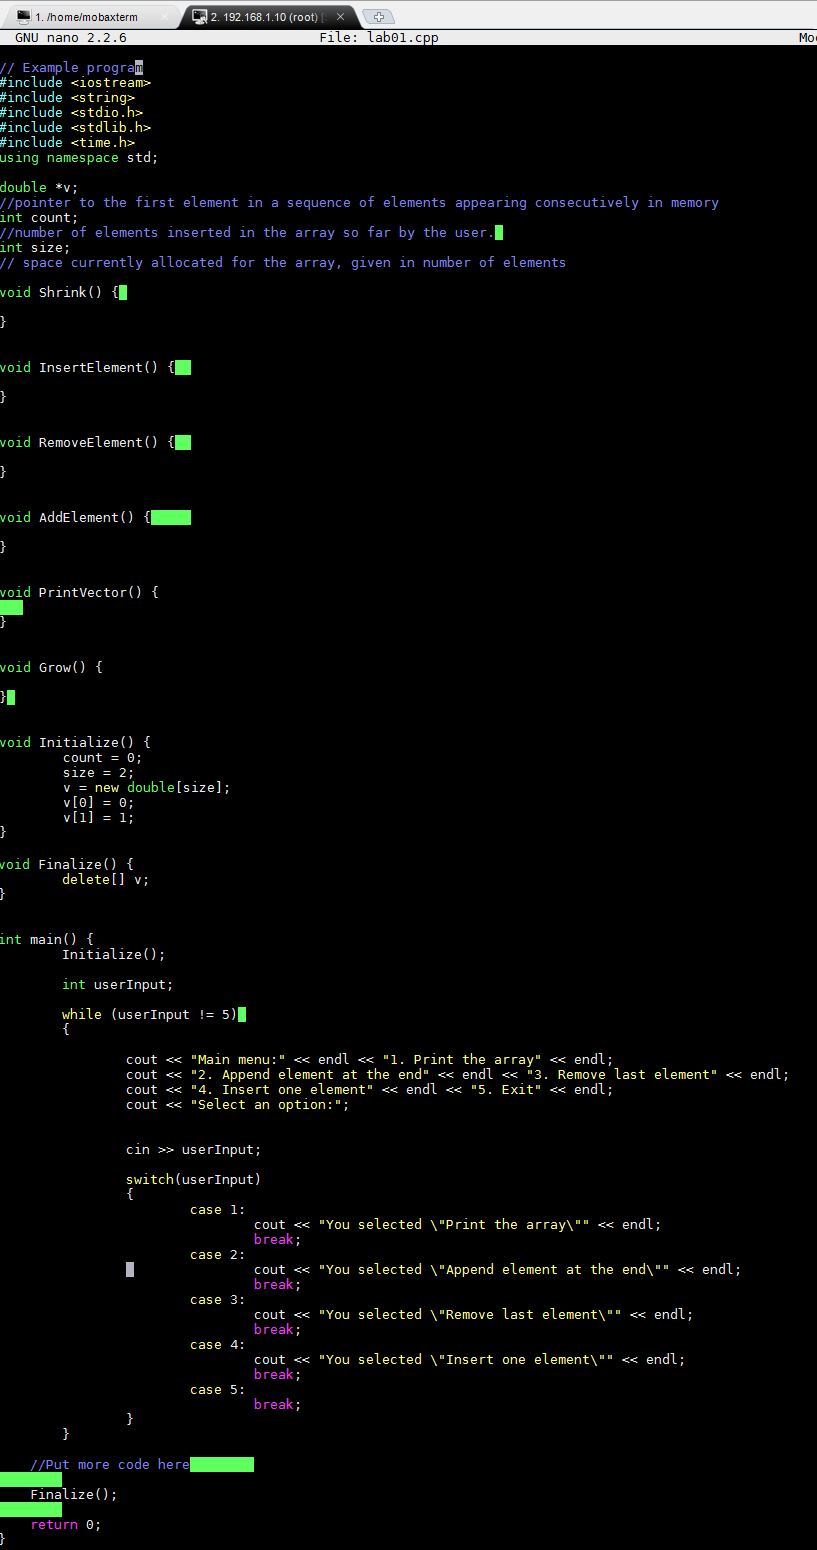 1. /home/mobaxterm
2. 192.168.1.10 (root)
GNU nano 2.2.6 File: lab01.cpp Mo
// Example program
#include <iostream>
#include <string>
#include <stdio.h>
#include <stdlib.h>
#include <time.h>
using namespace std;
double *v;
//pointer to the first element in a sequence of elements appearing consecutively in memory
int count;
//number of elements inserted in the array so far by the user.
int size;
// space currently allocated for the array, given in number of elements
void Shrink() {
}
void InsertElement() {
}
void RemoveElement() {
}
void AddElement() {
}
void PrintVector() {
}
void Grow() {
}
void Initialize() {
count = 0;
size = 2;
v = new double[size];
v[0] = 0;
v[1] = 1;
}
void Finalize() {
delete[] v;
}
int main() {
Initialize();
int userInput;
while (userInput != 5)
{
cout << "Main menu:" << endl << "1. Print the array" << endl;
cout << "2. Append element at the end" << endl << "3. Remove last element" << endl;
cout << "4. Insert one element" << endl << "5. Exit" << endl;
cout << "Select an option:";
cin >> userInput;
switch(userInput)
{
case 1:
cout << "You selected \"Print the array\"" << endl;
break;
case 2:
cout << "You selected \"Append element at the end\"" << endl;
break;
case 3:
cout << "You selected \"Remove last element\"" << endl;
break;
case 4:
cout << "You selected \"Insert one element\"" << endl;
break;
case 5:
break;
}
}
//Put more code here
Finalize();
return 0;
}